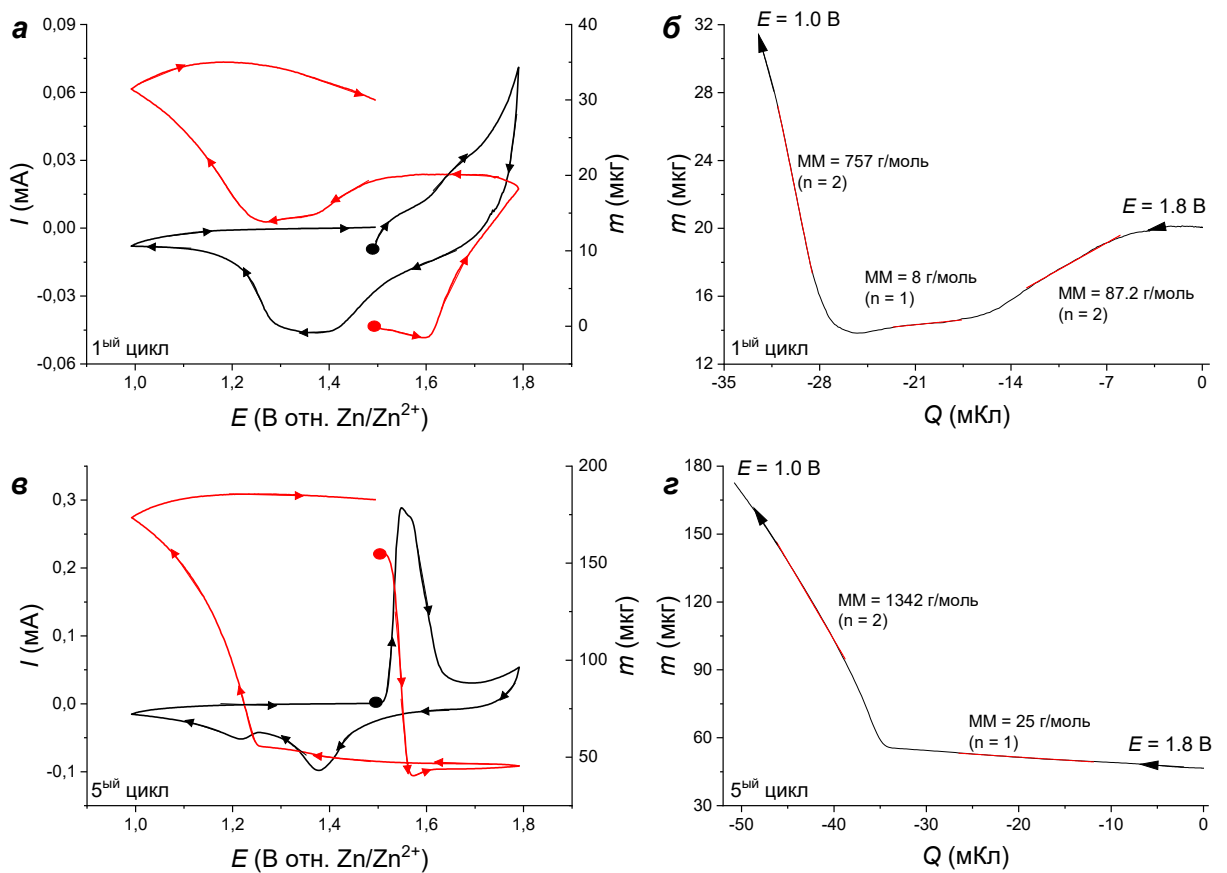 а
0,09
0,06
0,03
0,00
-0,03
-0,06
I (мА)
40
30
20
10
0
m (мкг)
1,0 1,2 1,4 1,6 1,8
1ый цикл
E (В отн. Zn/Zn2+)
б
E = 1.0 В
32
28
24
20
16
12
m (мкг)
MM = 757 г/моль
(n = 2)
E = 1.8 В
MM = 8 г/моль
(n = 1)
MM = 87.2 г/моль
(n = 2)
1ый цикл
-35 -28 -21 -14 -7 0
Q (мКл)
в
0,3
0,2
0,1
0,0
-0,1
I (мА)
200
150
100
50
m (мкг)
5ый цикл
1,0 1,2 1,4 1,6 1,8
E (В отн. Zn/Zn2+)
г
180
150
120
90
60
30
m (мкг)
E = 1.0 В
MM = 1342 г/моль
(n = 2)
MM = 25 г/моль
(n = 1)
E = 1.8 В
5ый цикл
-50 -40 -30 -20 -10 0
Q (мКл)